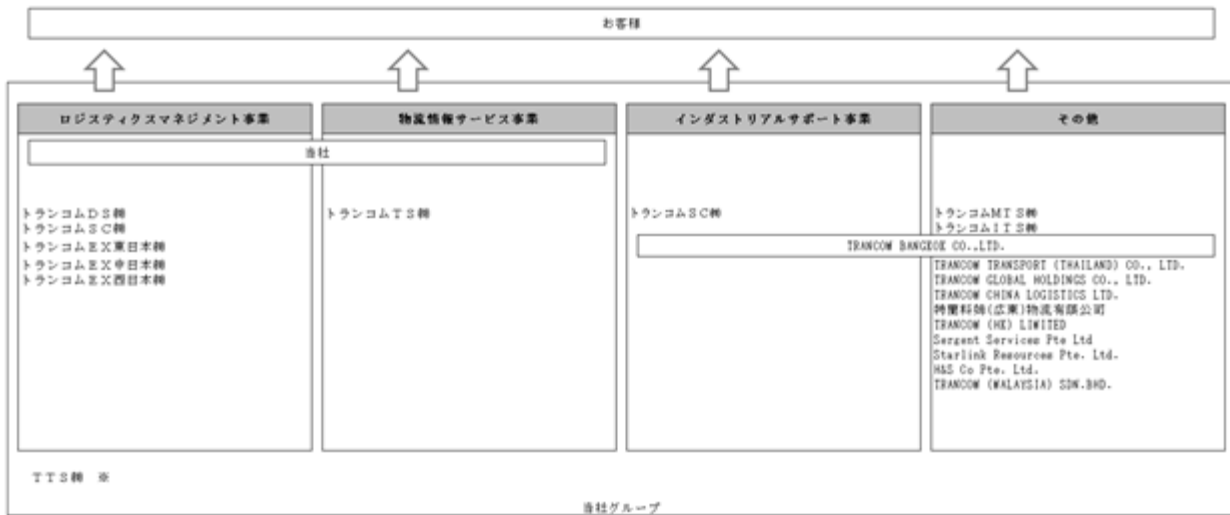 お客様
ロジスティクスマネジメント事業
物流情報サービス事業
インダストリアルサポート事業
その他
当社
トランコムDS㈱
トランコムSC㈱
トランコムEX東日本㈱
トランコムEX中日本㈱
トランコムEX西日本㈱
トランコムTS㈱
トランコムSC㈱
トランコムMTS㈱
トランコムITS㈱
TRANCOM BANGKOK CO.,LTD.
TRANCOM TRANSPORT (THAILAND) CO., LTD.
TRANCOM GLOBAL HOLDINGS CO., LTD.
TRANCOM CHINA LOGISTICS LTD.
(広東)物流有限公司
TRANCOM (HK) LIMITED
Sergent Services Pte Ltd
Starlink Resources Pte. Ltd.
H&S Co Pte. Ltd.
TRANCOM (MALAYSIA) SDN.BHD.
TTS㈱ ※
当社グループ